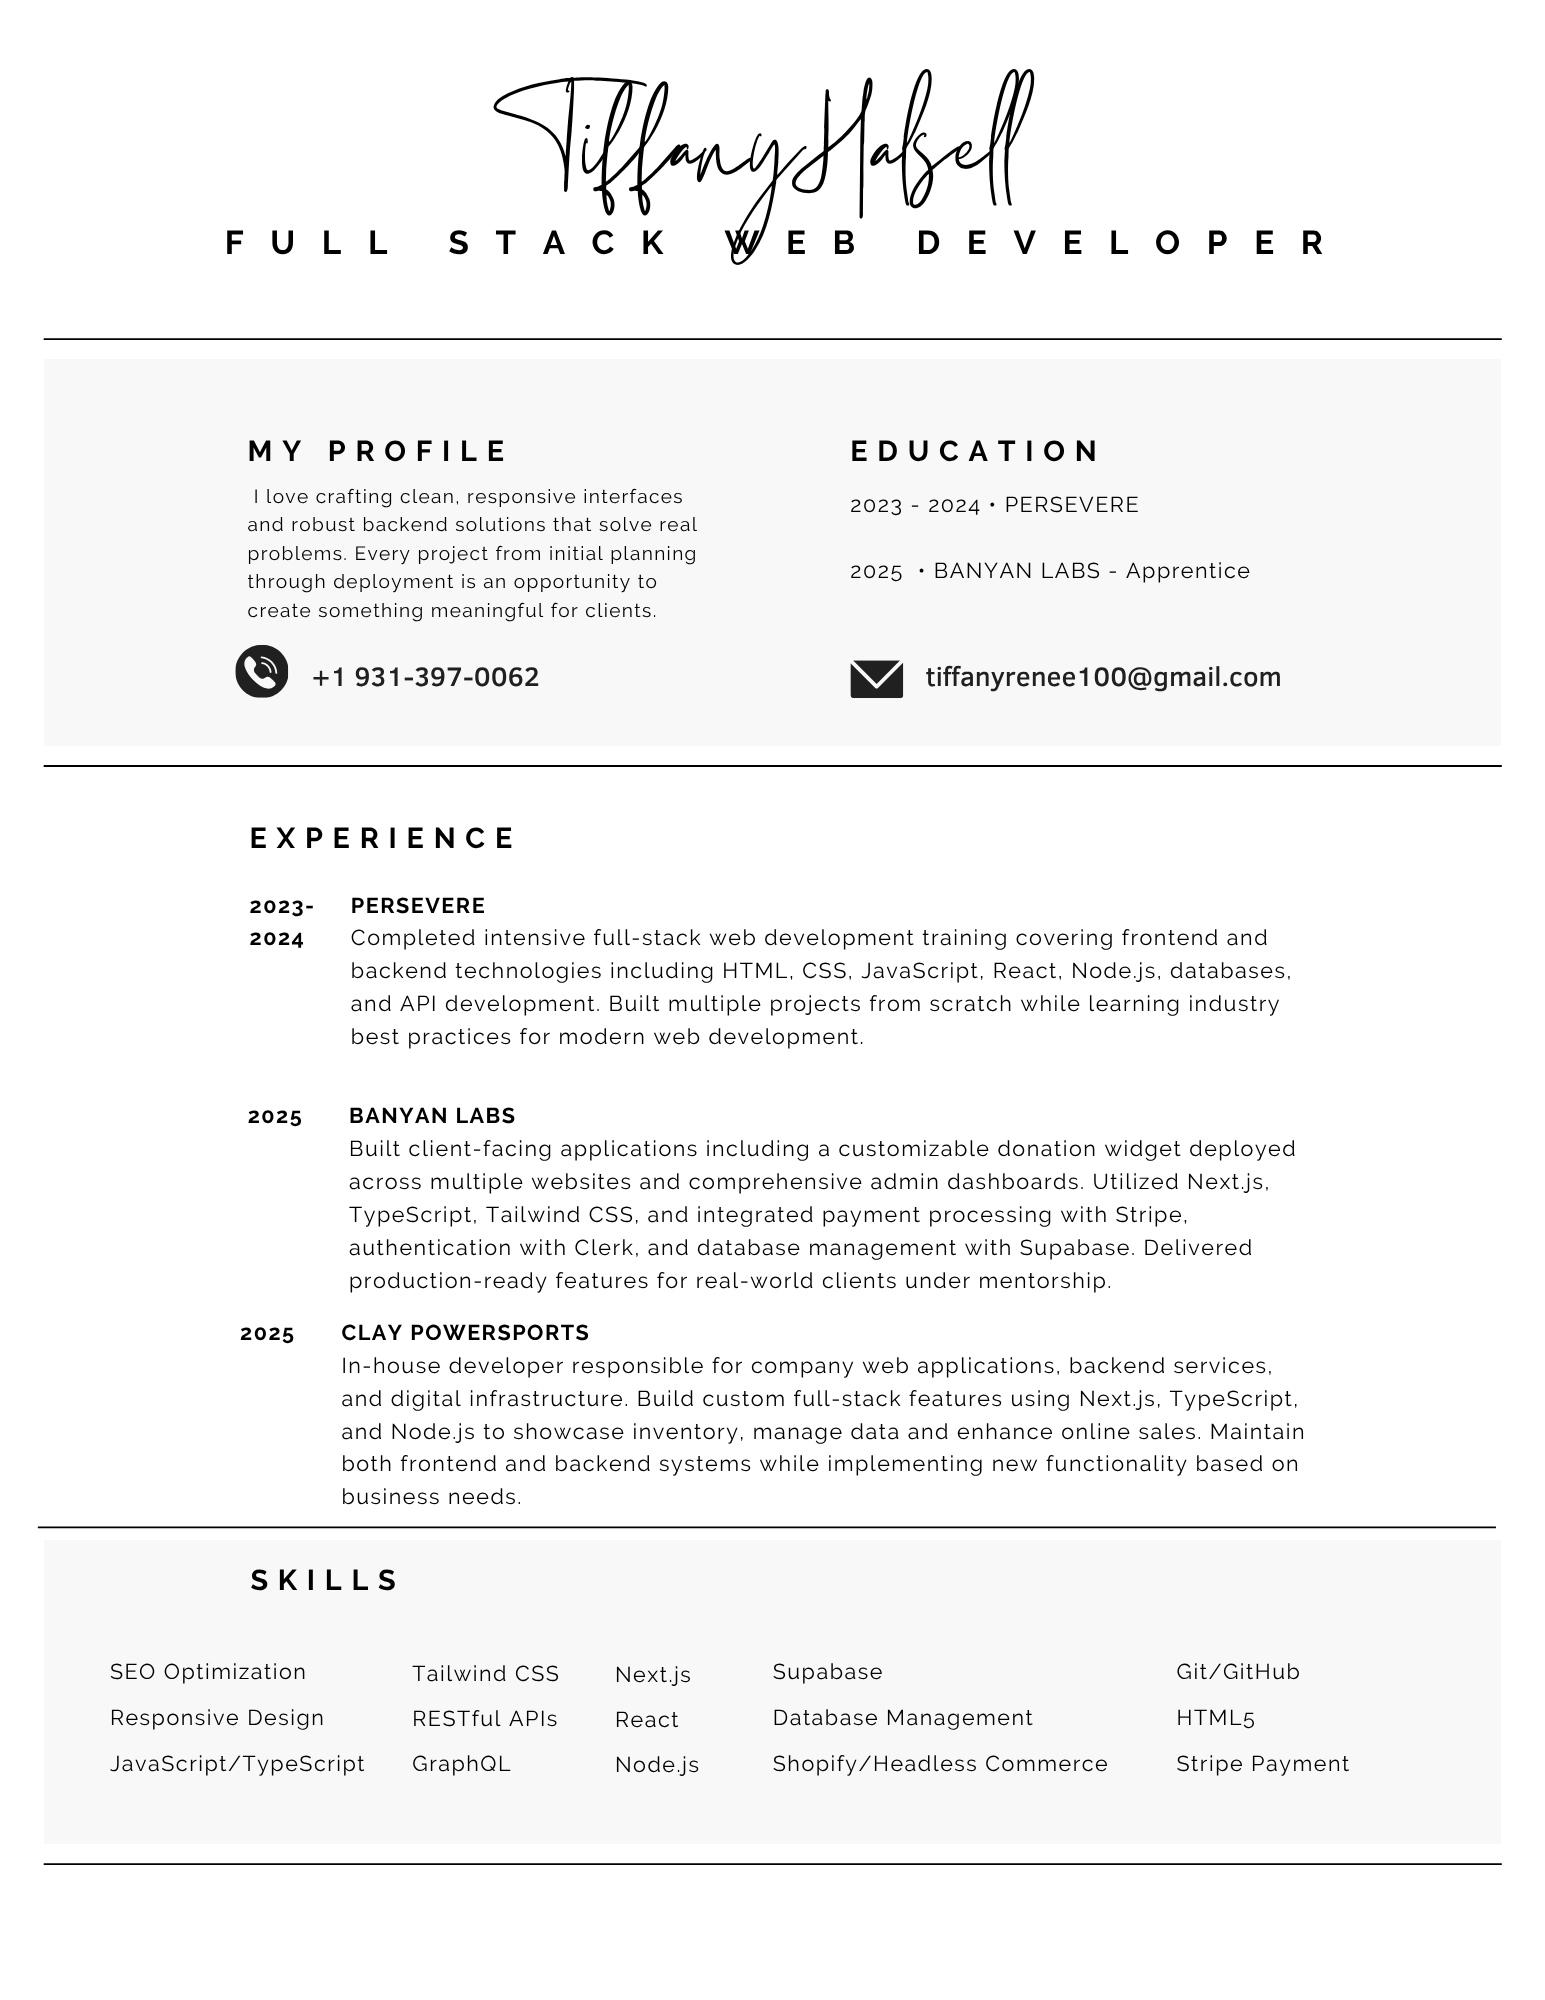 Tiffany Halsell
FULL STACK WEB DEVELOPER
MY PROFILE
I love crafting clean, responsive interfaces
and robust backend solutions that solve real
problems. Every project from initial planning
through deployment is an opportunity to
create something meaningful for clients.
+1 931-397-0062
EDUCATION
2023 - 2024 • PERSEVERE
2025 • BANYAN LABS - Apprentice
tiffanyrenee100@gmail.com
EXPERIENCE
2023- PERSEVERE
2024 Completed intensive full-stack web development training covering frontend and
backend technologies including HTML, CSS, JavaScript, React, Node.js, databases,
and API development. Built multiple projects from scratch while learning industry
best practices for modern web development.
2025 BANYAN LABS
Built client-facing applications including a customizable donation widget deployed
across multiple websites and comprehensive admin dashboards. Utilized Next.js,
TypeScript, Tailwind CSS, and integrated payment processing with Stripe,
authentication with Clerk, and database management with Supabase. Delivered
production-ready features for real-world clients under mentorship.
2025 CLAY POWERSPORTS
In-house developer responsible for company web applications, backend services,
and digital infrastructure. Build custom full-stack features using Next.js, TypeScript,
and Node.js to showcase inventory, manage data and enhance online sales. Maintain
both frontend and backend systems while implementing new functionality based on
business needs.
SKILLS
SEO Optimization Tailwind CSS Next.js Supabase Git/GitHub
Responsive Design RESTful APIs React Database Management HTML5
JavaScript/TypeScript GraphQL Node.js Shopify/Headless Commerce Stripe Payment